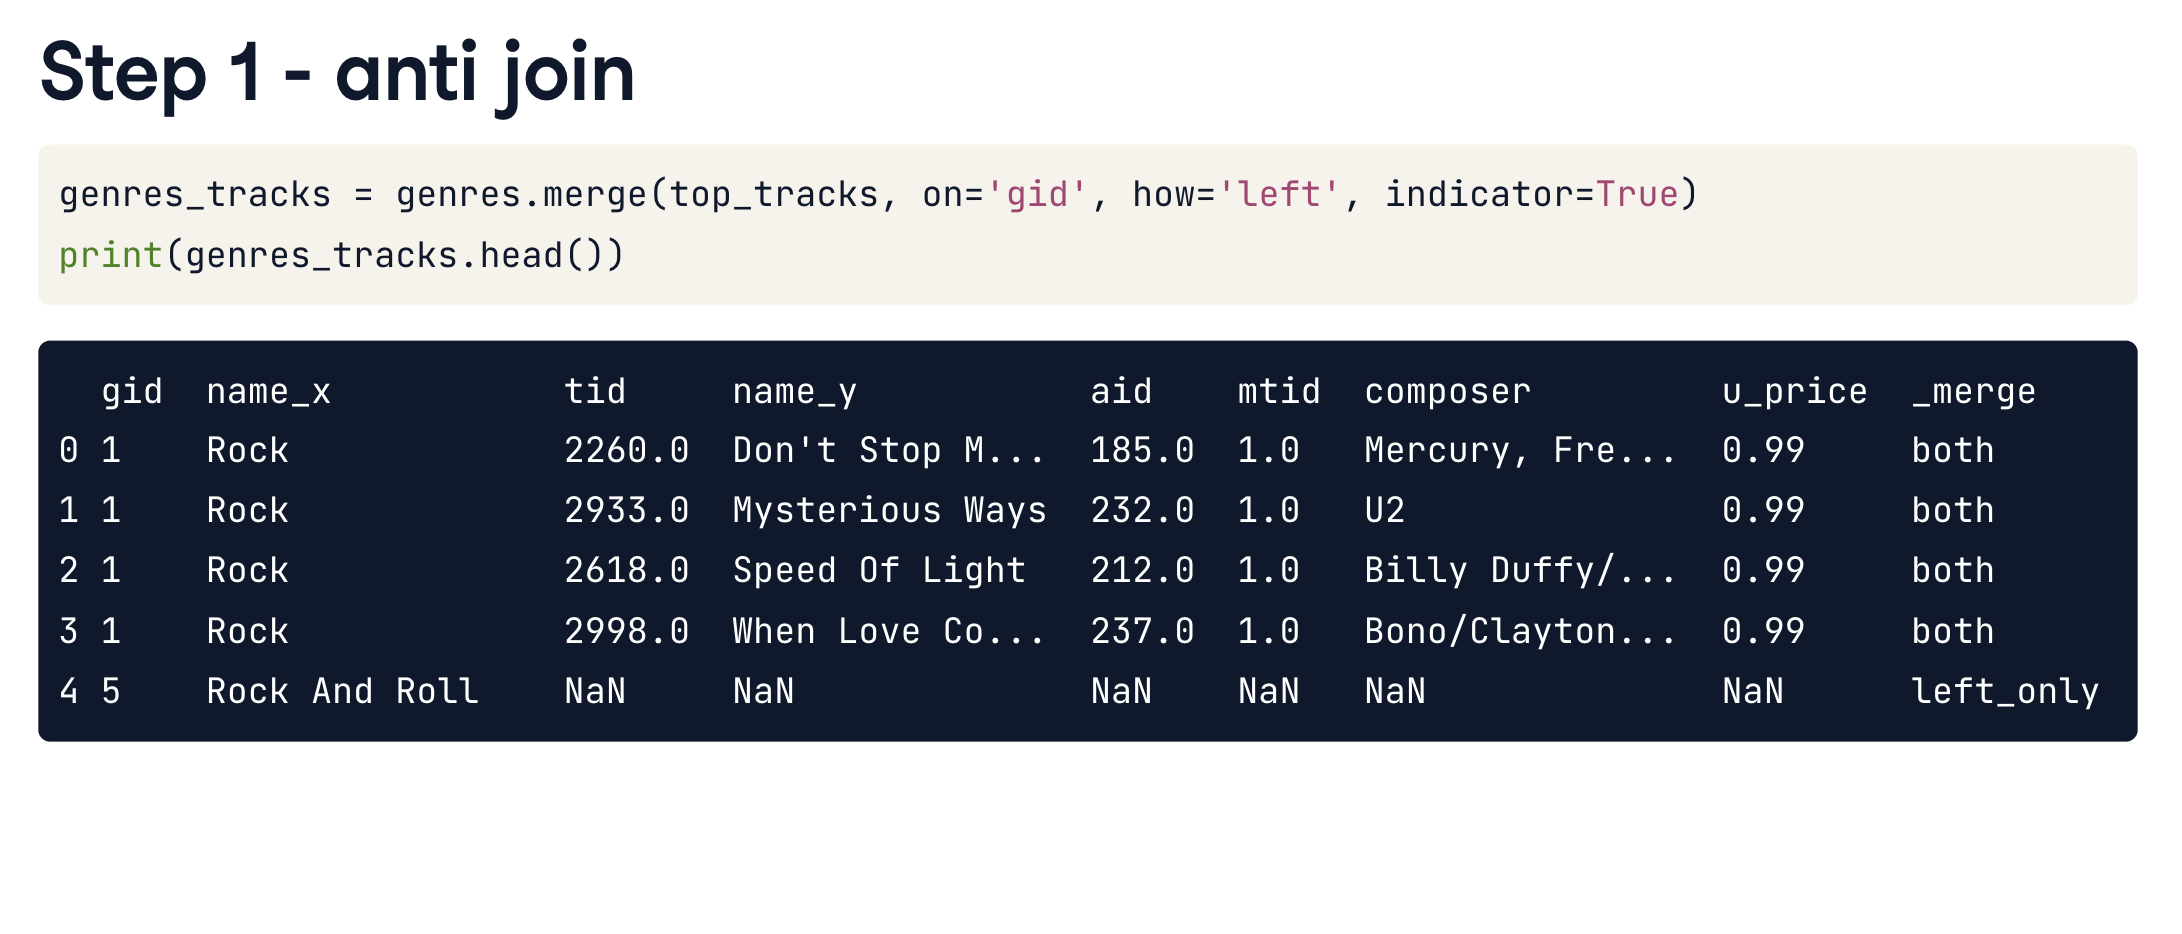 Step 1 - anti join
genres_tracks = genres.merge(top_tracks, on='gid', how='left', indicator=True)
print(genres_tracks.head())
gid name_x tid name_y aid mtid composer u_price _merge
0 1 Rock 2260.0 Don't Stop M... 185.0 1.0 Mercury, Fre... 0.99 both
1 1 Rock 2933.0 Mysterious Ways 232.0 1.0 U2 0.99 both
2 1 Rock 2618.0 Speed Of Light 212.0 1.0 Billy Duffy/... 0.99 both
3 1 Rock 2998.0 When Love Co... 237.0 1.0 Bono/Clayton... 0.99 both
4 5 Rock And Roll NaN NaN NaN NaN NaN NaN left_only